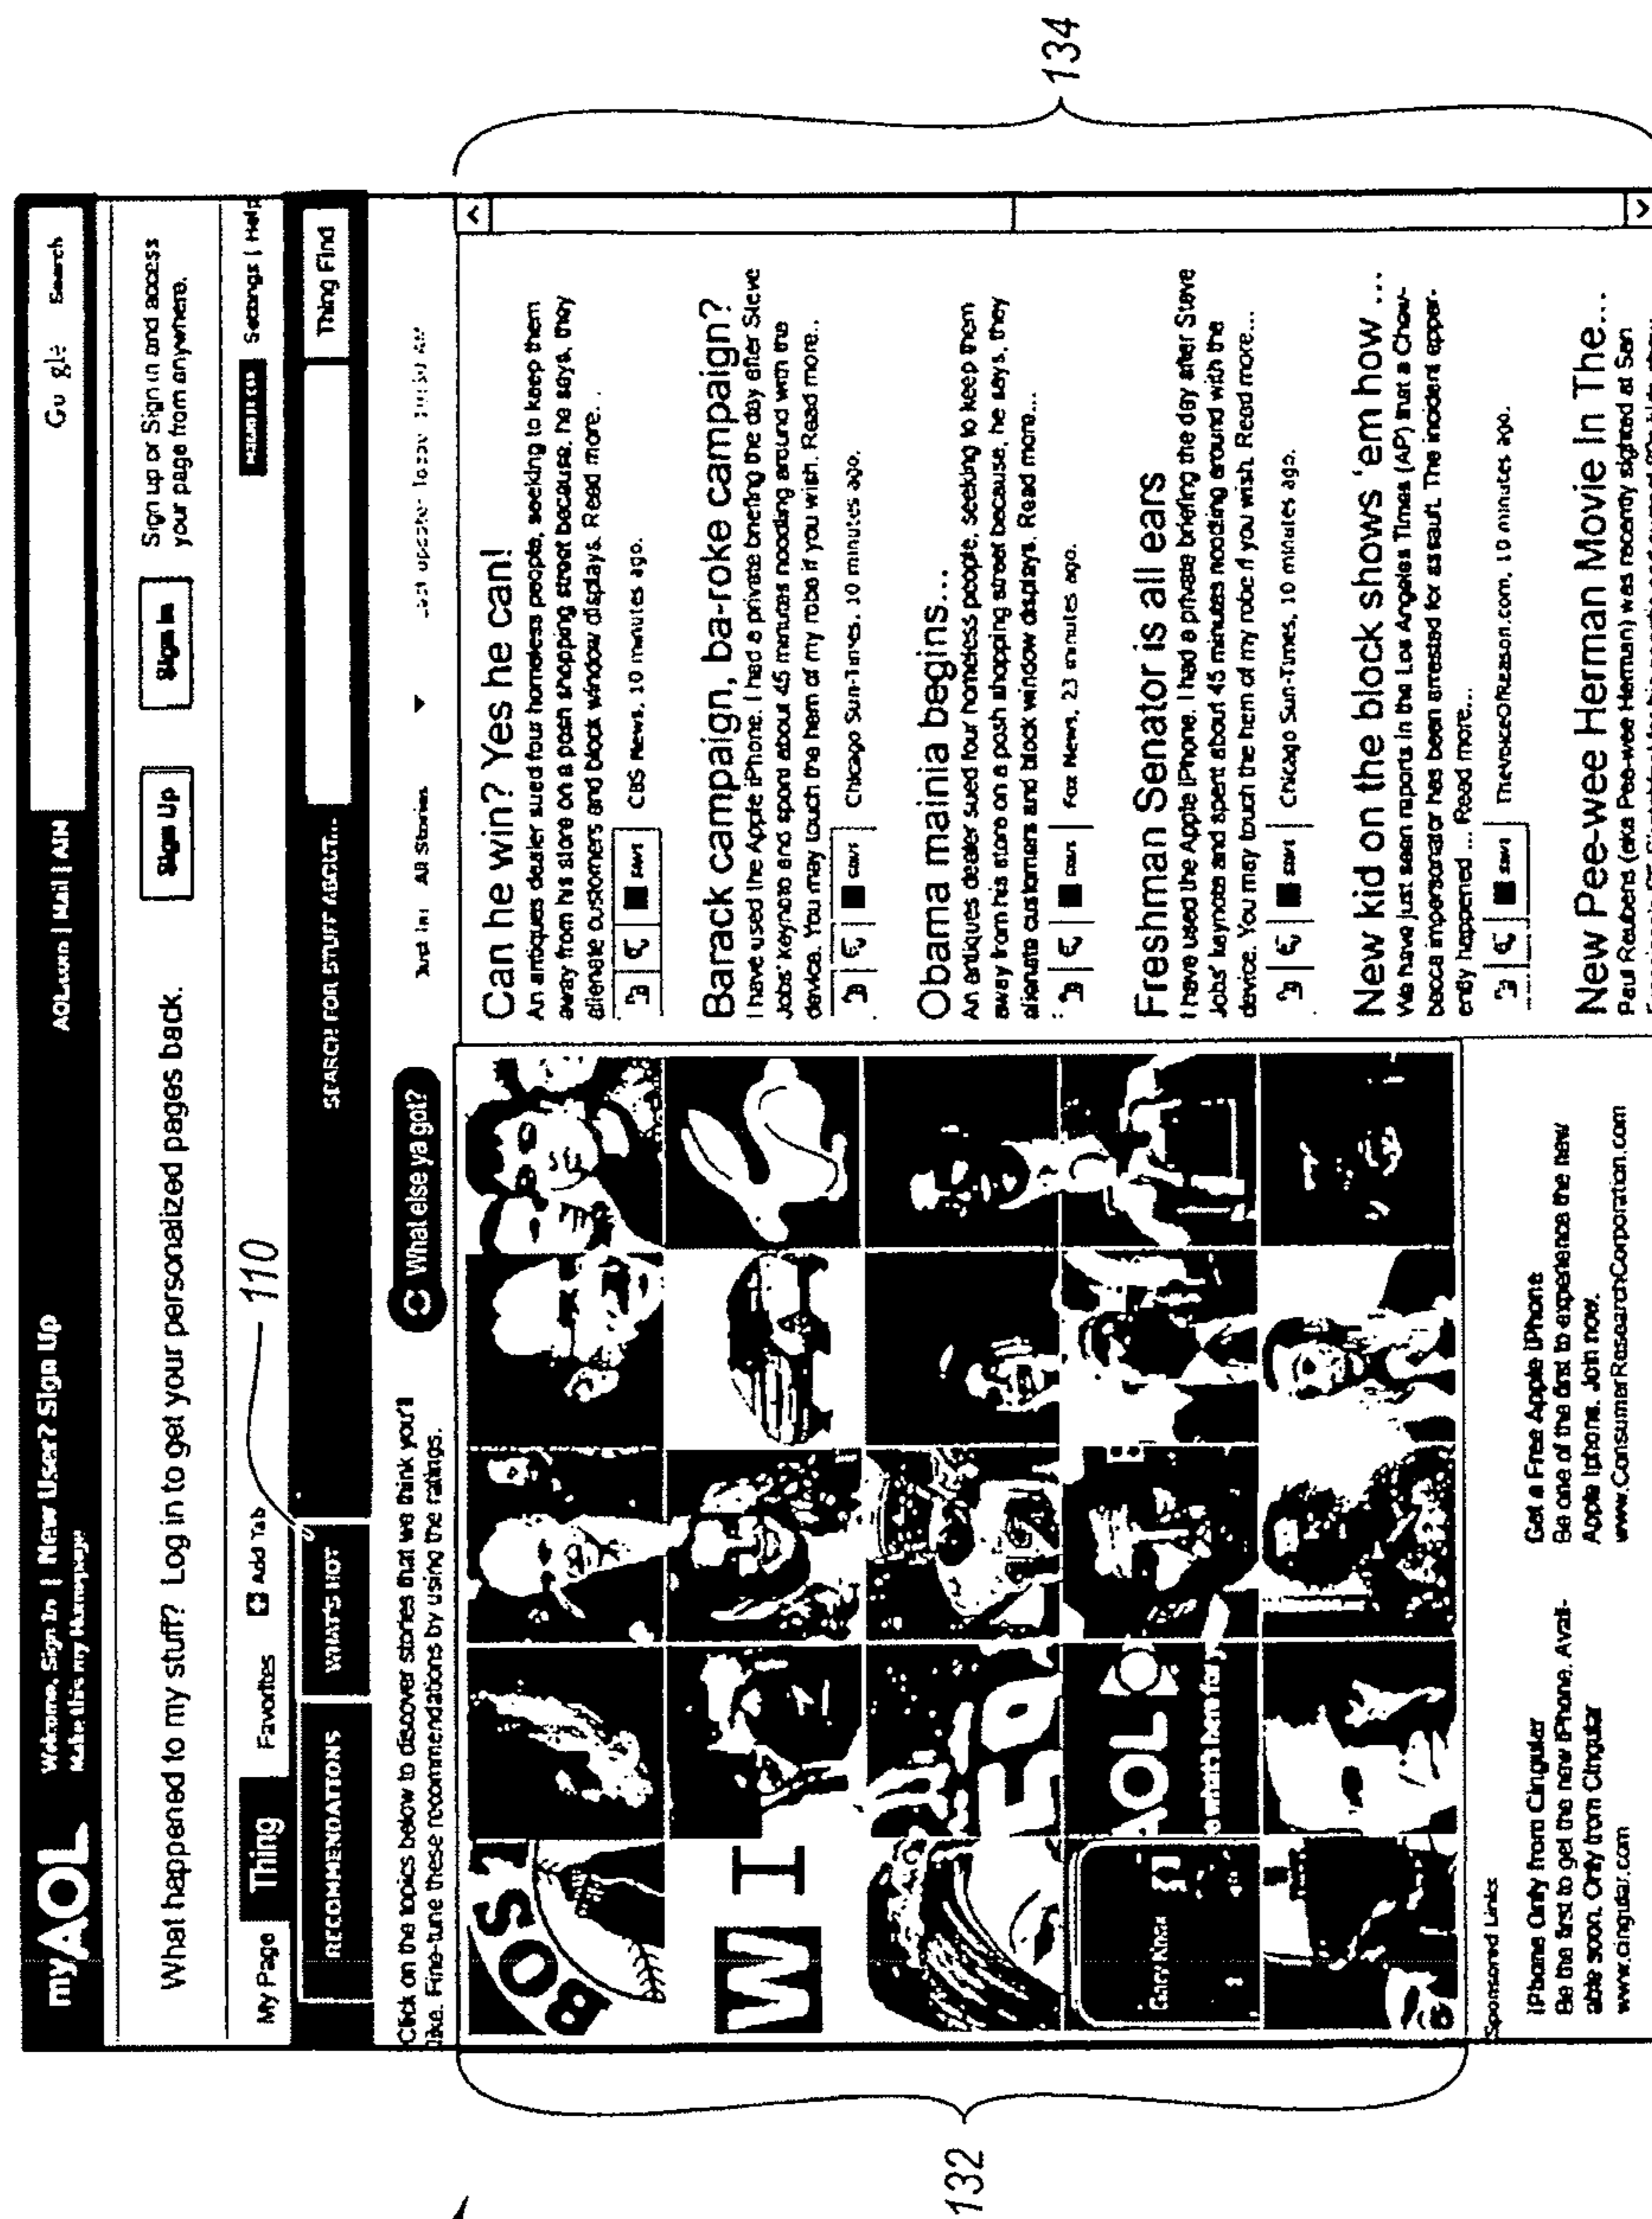 myAOL
Welcome. Sign In | New User? Sign Up
Make this my Homepage
AOL.com | Mail | AIM
Search
What happened to my stuff? Log in to get your personalized pages back.
Sign Up
Sign In
Sign up or Sign in and access
your page from anywhere.
My Page
Thing
Favorites
Add Tab
110
Settings | Help
RECOMMENDATIONS
WHAT'S HOT
SEARCH FOR STUFF ABOUT...
Thing Find
Click on the topics below to discover stories that we think you'll
like. Fine-tune these recommendations by using the ratings.
What else ya got?
Just In: All Stories
132
BOST
WI
AOL
134
Can he win? Yes he can!
An antiques dealer sued four homeless people, seeking to keep them
away from his store on a posh shopping street because, he says, they
alienate customers and block window displays. Read more...
save
CBS News, 10 minutes ago.
Barack campaign, ba-roke campaign?
I have used the Apple iPhone. I had a private briefing the day after Steve
Jobs' keynote and spent about 45 minutes noodling around with the
device. You may touch the hem of my robe if you wish. Read more..
save
Chicago Sun-Times, 10 minutes ago.
Obama mainia begins...
An antiques dealer sued four homeless people, seeking to keep them
away from his store on a posh shopping street because, he says, they
alienate customers and block window displays. Read more...
save
Fox News, 23 minutes ago.
Freshman Senator is all ears
I have used the Apple iPhone. I had a private briefing the day after Steve
Jobs' keynote and spent about 45 minutes noodling around with the
device. You may touch the hem of my robe if you wish. Read more...
save
Chicago Sun-Times, 10 minutes ago.
New kid on the block shows 'em how ...
We have just seen reports in the Los Angeles Times (AP) that a Chew-
bacca impersonator has been arrested for assault. The incident appar-
ently happened ... Read more...
save
TheVoiceOfReason.com, 10 minutes ago.
New Pee-wee Herman Movie In The...
Paul Reubens (aka Pee-wee Herman) was recently sighted at San
Sponsored Links
iPhone Only from Cingular
Be the first to get the new iPhone. Avail-
able soon. Only from Cingular
www.cingular.com
Get a Free Apple iPhone
Be one of the first to experience the new
Apple Iphone. Join now.
www.ConsumerResearchCorporation.com